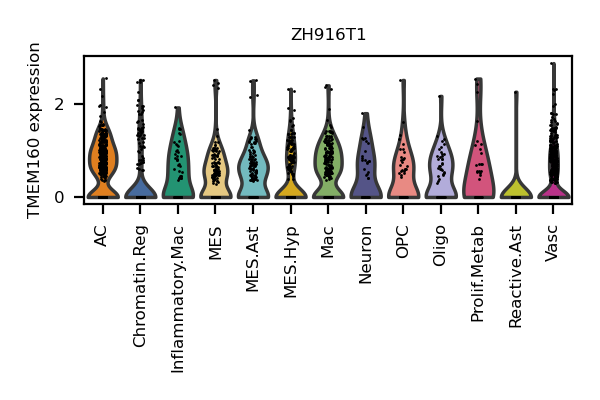 ZH916T1
TMEM160 expression
2
0
AC
Chromatin.Reg
Inflammatory.Mac
MES
MES.Ast
MES.Hyp
Mac
Neuron
OPC
Oligo
Prolif.Metab
Reactive.Ast
Vasc